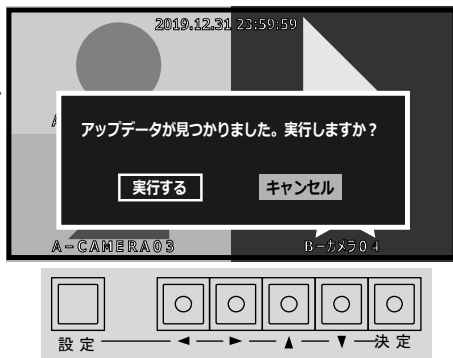 2019.12.31 23:59:59
A
アップデータが見つかりました。実行しますか？
実行する
キャンセル
A-CAMERA03
B-カメラ04
設定
決定